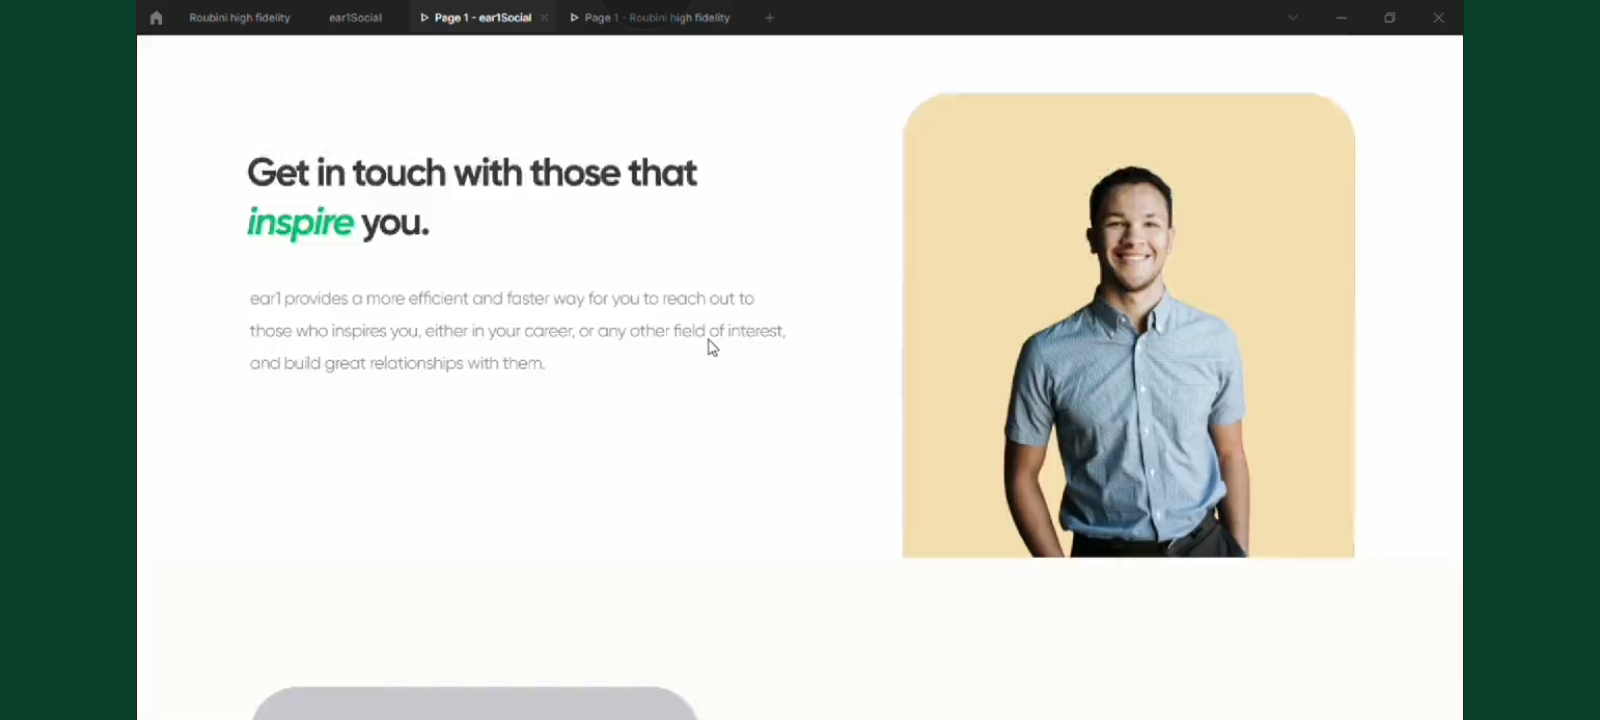 Roubini high fidelity ear1Social Page 1 - ear1Social Page 1 - Roubini high fidelity
Get in touch with those that
inspire you.
ear1 provides a more efficient and faster way for you to reach out to
those who inspires you, either in your career, or any other field of interest,
and build great relationships with them.